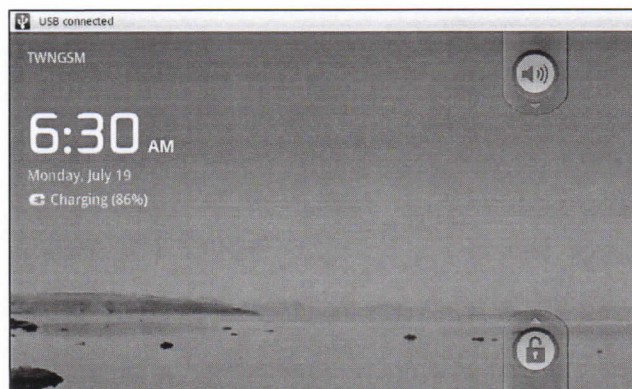 USB connected
TWNGSM
6:30 AM
Monday, July 19
Charging (86%)